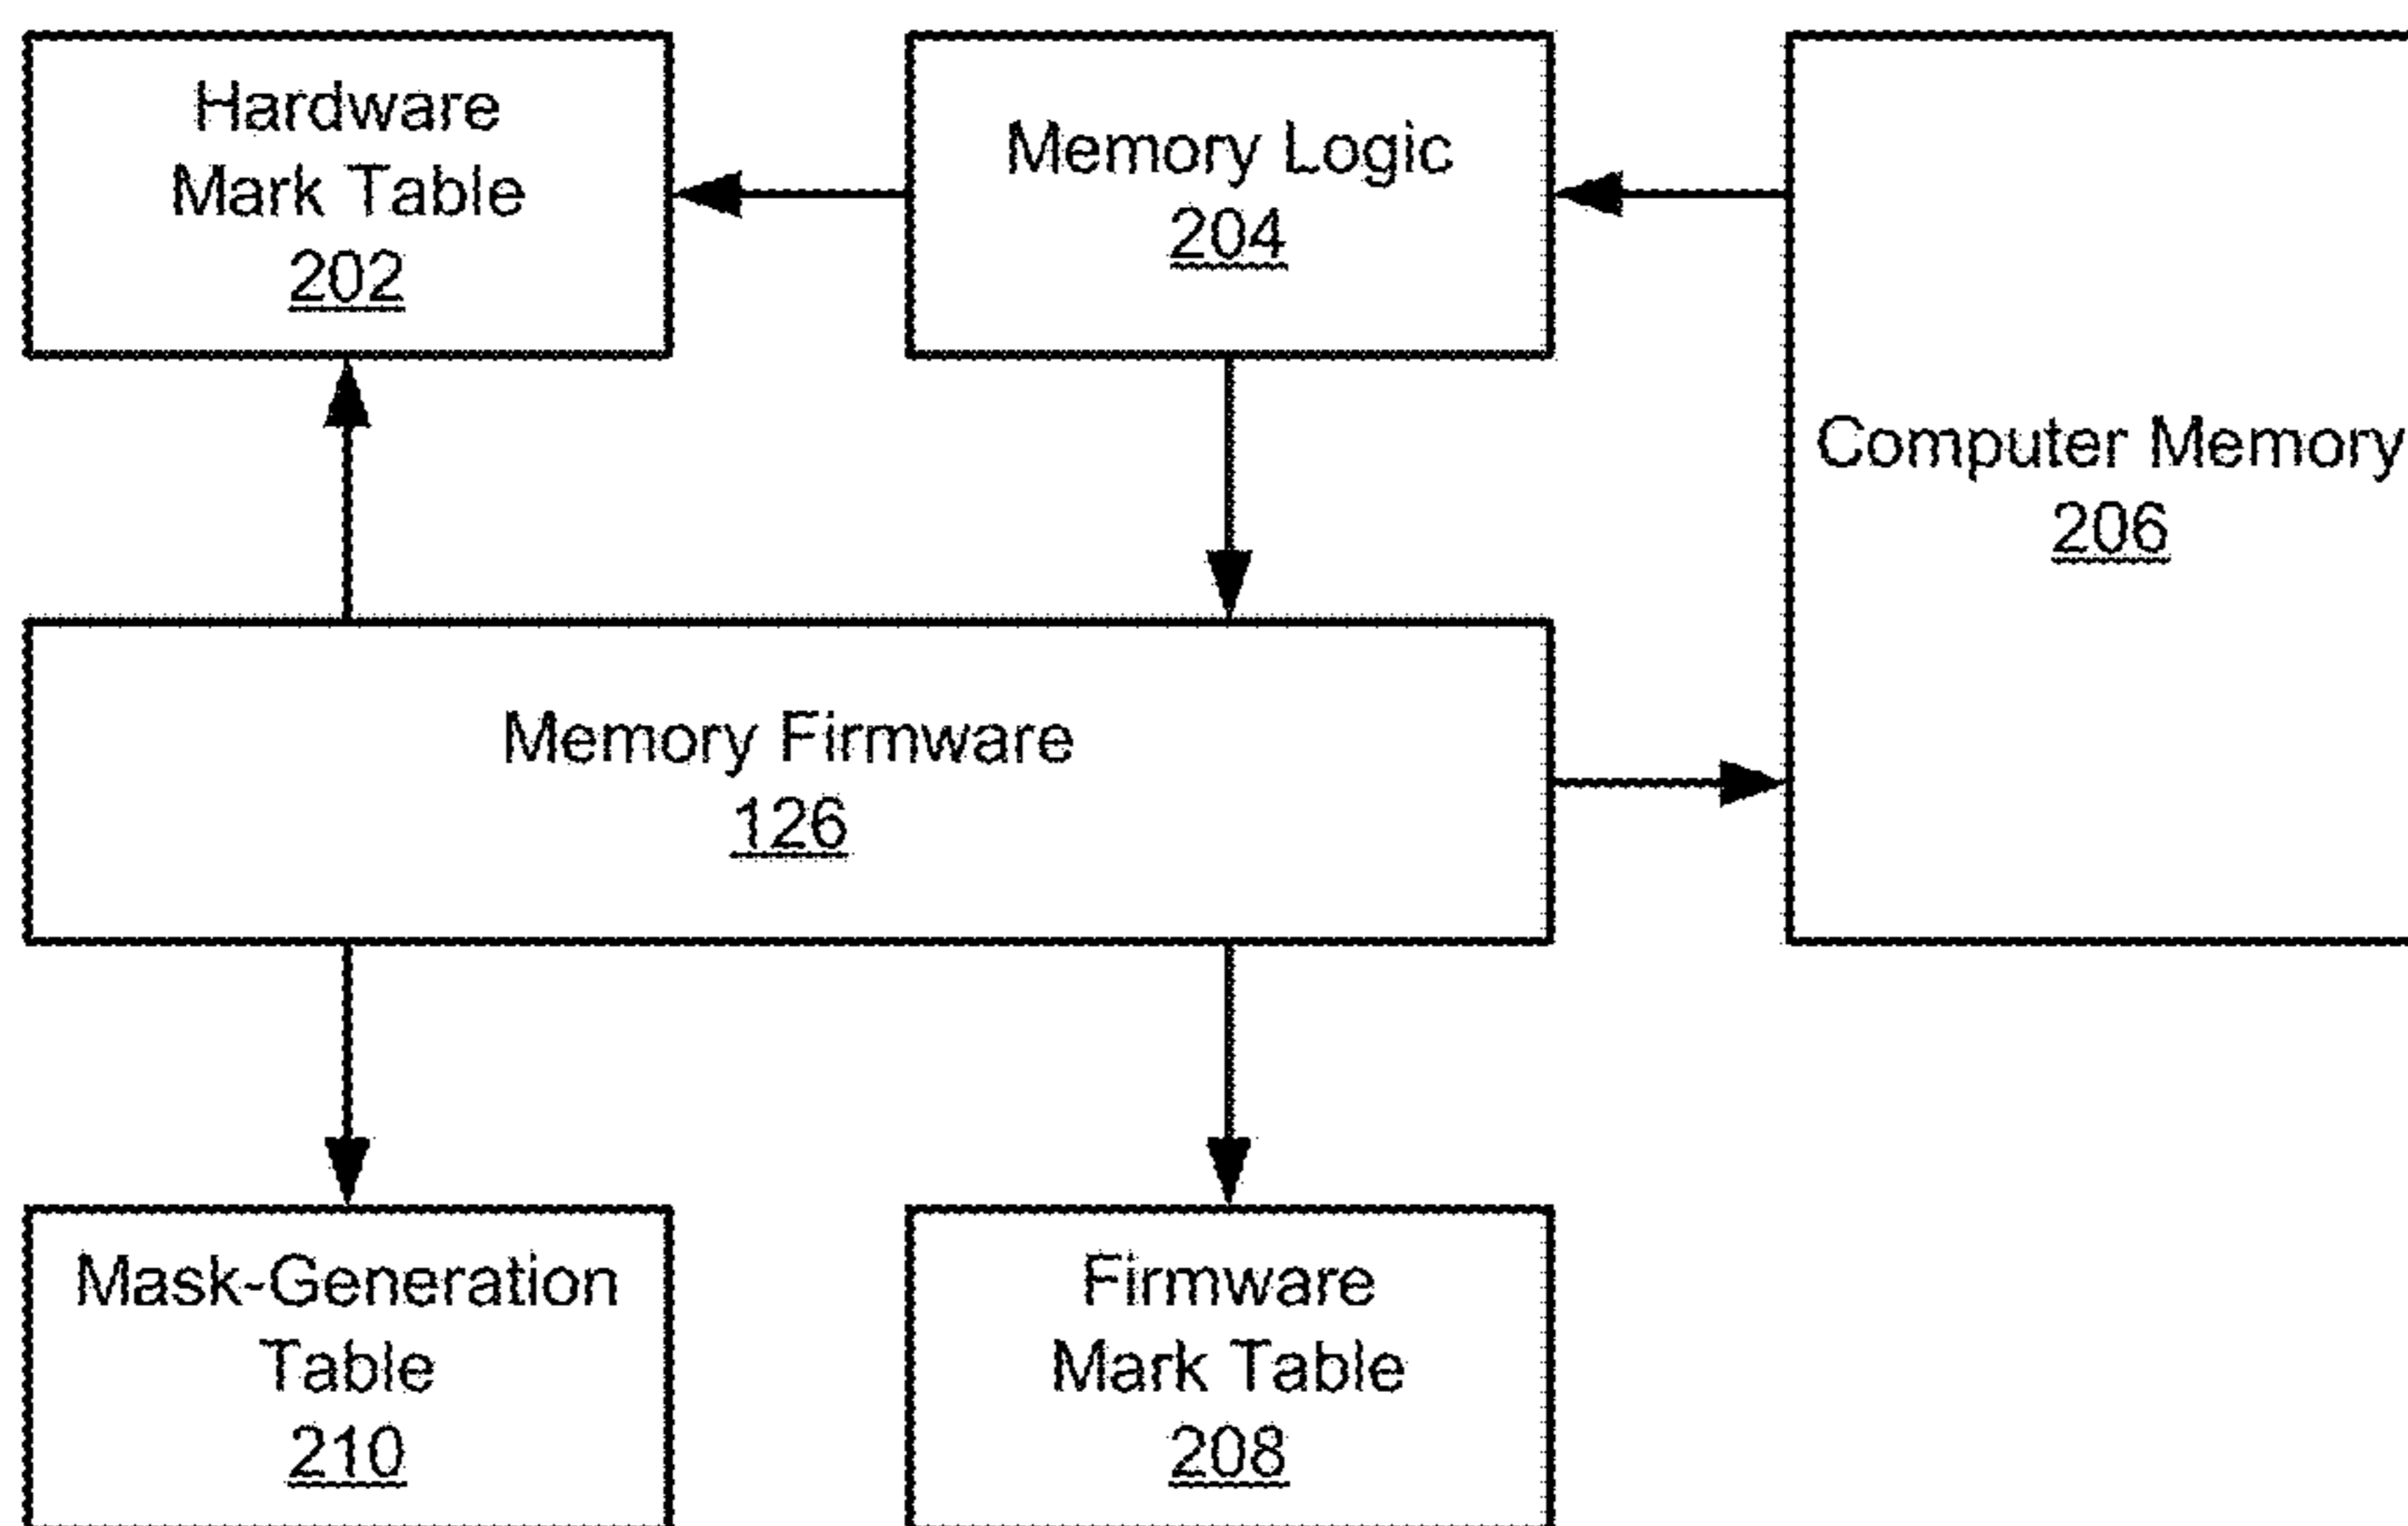 Hardware
Mark Table
202
Memory Logic
204
Computer Memory
206
Memory Firmware
126
Mask-Generation
Table
210
Firmware
Mark Table
208